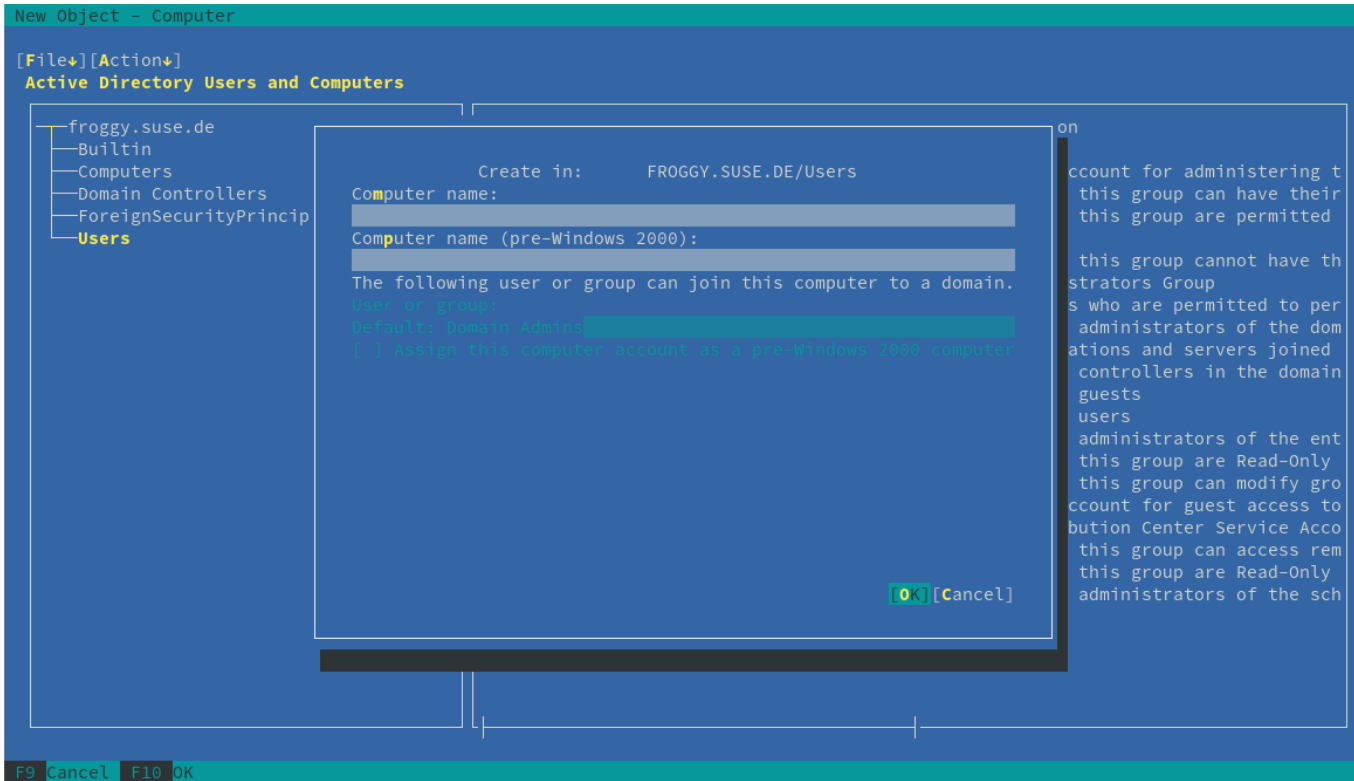 New Object – Computer
[File↓][Action↓]
Active Directory Users and Computers
froggy.suse.de
Builtin
Computers
Domain Controllers
ForeignSecurityPrincip
Users
Create in: FROGGY.SUSE.DE/Users
Computer name:
Computer name (pre-Windows 2000):
The following user or group can join this computer to a domain.
User or group:
Default: Domain Admins
[ ] Assign this computer account as a pre-Windows 2000 computer
[OK][Cancel]
on
ccount for administering t
this group can have their
this group are permitted
this group cannot have th
strators Group
s who are permitted to per
administrators of the dom
ations and servers joined
controllers in the domain
guests
users
administrators of the ent
this group are Read-Only
this group can modify gro
ccount for guest access to
bution Center Service Acco
this group can access rem
this group are Read-Only
administrators of the sch
F9 Cancel F10 OK